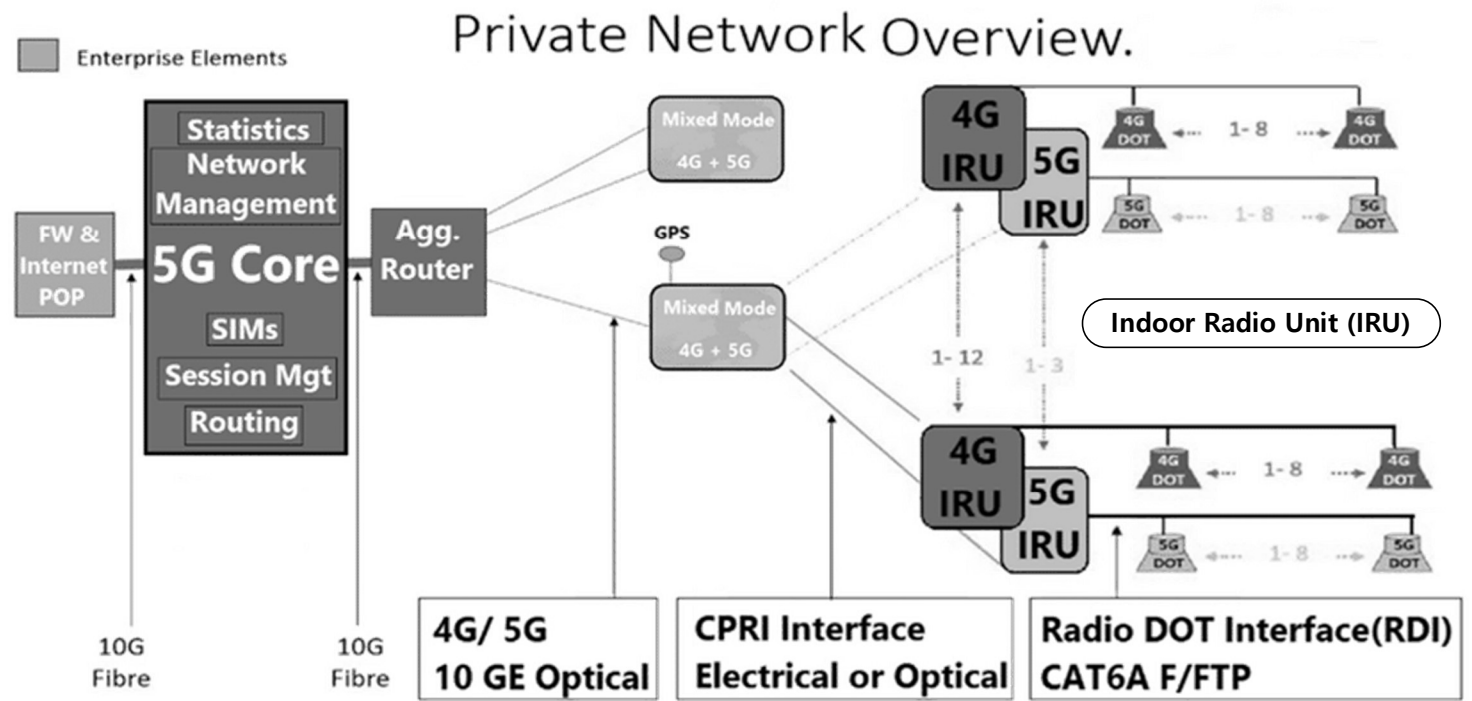 Private Network Overview.
Enterprise Elements
Statistics
Network
Management
5G Core
SIMs
Session Mgt
Routing
FW &
Internet
POP
Agg.
Router
Mixed Mode
4G + 5G
GPS
Mixed Mode
4G + 5G
4G
IRU
5G
IRU
4G
DOT
1- 8
4G
DOT
5G
DOT
1- 8
5G
DOT
Indoor Radio Unit (IRU)
1- 12
1- 3
4G
IRU
5G
IRU
4G
DOT
1- 8
4G
DOT
5G
DOT
1- 8
5G
DOT
10G
Fibre
10G
Fibre
4G/ 5G
10 GE Optical
CPRI Interface
Electrical or Optical
Radio DOT Interface(RDI)
CAT6A F/FTP